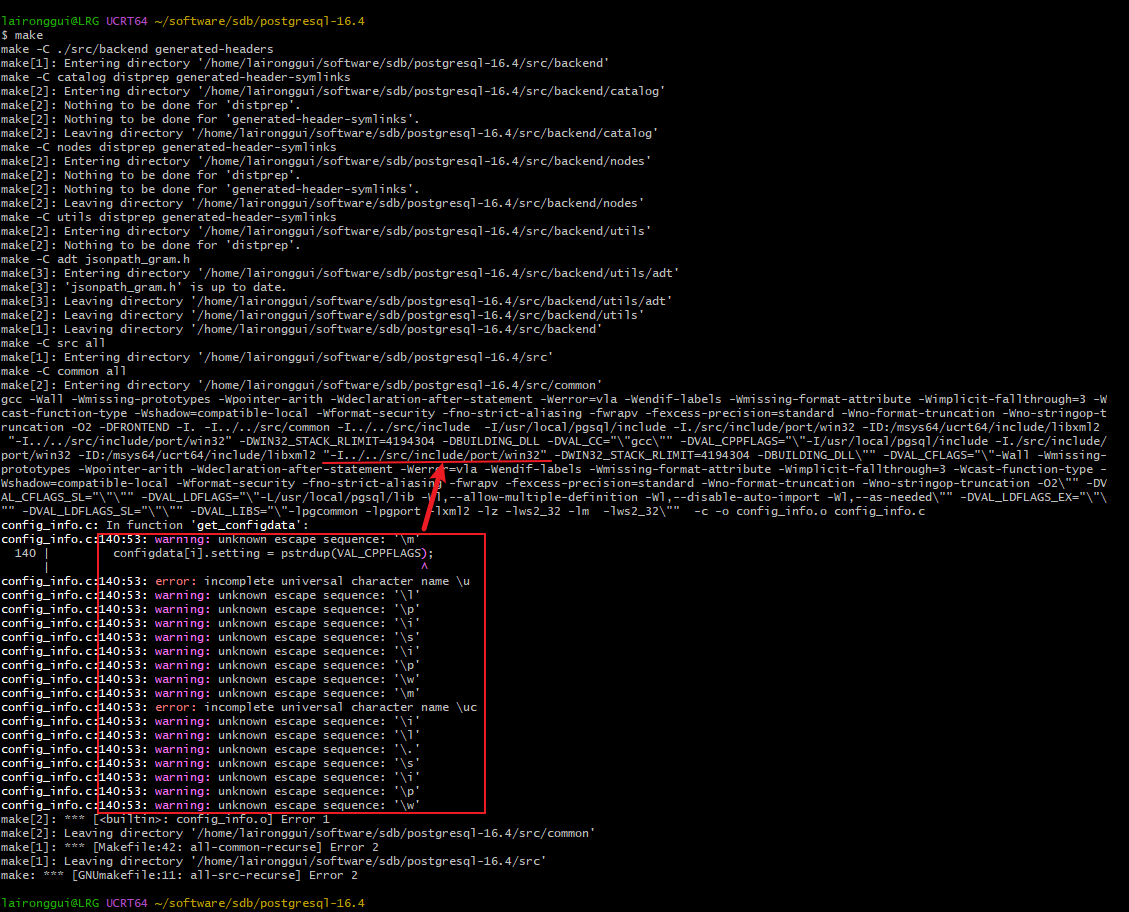 laironggui@LRG UCRT64 ~/software/sdb/postgresql-16.4
$ make
make -C ./src/backend generated-headers
make[1]: Entering directory '/home/laironggui/software/sdb/postgresql-16.4/src/backend'
make -C catalog distprep generated-header-symlinks
make[2]: Entering directory '/home/laironggui/software/sdb/postgresql-16.4/src/backend/catalog'
make[2]: Nothing to be done for 'distprep'.
make[2]: Nothing to be done for 'generated-header-symlinks'.
make[2]: Leaving directory '/home/laironggui/software/sdb/postgresql-16.4/src/backend/catalog'
make -C nodes distprep generated-header-symlinks
make[2]: Entering directory '/home/laironggui/software/sdb/postgresql-16.4/src/backend/nodes'
make[2]: Nothing to be done for 'distprep'.
make[2]: Nothing to be done for 'generated-header-symlinks'.
make[2]: Leaving directory '/home/laironggui/software/sdb/postgresql-16.4/src/backend/nodes'
make -C utils distprep generated-header-symlinks
make[2]: Entering directory '/home/laironggui/software/sdb/postgresql-16.4/src/backend/utils'
make[2]: Nothing to be done for 'distprep'.
make -C adt jsonpath_gram.h
make[3]: Entering directory '/home/laironggui/software/sdb/postgresql-16.4/src/backend/utils/adt'
make[3]: 'jsonpath_gram.h' is up to date.
make[3]: Leaving directory '/home/laironggui/software/sdb/postgresql-16.4/src/backend/utils/adt'
make[2]: Leaving directory '/home/laironggui/software/sdb/postgresql-16.4/src/backend/utils'
make[1]: Leaving directory '/home/laironggui/software/sdb/postgresql-16.4/src/backend'
make -C src all
make[1]: Entering directory '/home/laironggui/software/sdb/postgresql-16.4/src'
make -C common all
make[2]: Entering directory '/home/laironggui/software/sdb/postgresql-16.4/src/common'
gcc -Wall -Wmissing-prototypes -Wpointer-arith -Wdeclaration-after-statement -Werror=vla -Wendif-labels -Wmissing-format-attribute -Wimplicit-fallthrough=3 -W
cast-function-type -Wshadow=compatible-local -Wformat-security -fno-strict-aliasing -fwrapv -fexcess-precision=standard -Wno-format-truncation -Wno-stringop-t
runcation -O2 -DFRONTEND -I. -I../../src/common -I../../src/include  -I/usr/local/pgsql/include -I./src/include/port/win32 -ID:/msys64/ucrt64/include/libxml2
 "-I../../src/include/port/win32" -DWIN32_STACK_RLIMIT=4194304 -DBUILDING_DLL -DVAL_CC="\"gcc\"" -DVAL_CPPFLAGS="\"-I/usr/local/pgsql/include -I./src/include/
port/win32 -ID:/msys64/ucrt64/include/libxml2 "-I../../src/include/port/win32" -DWIN32_STACK_RLIMIT=4194304 -DBUILDING_DLL\"" -DVAL_CFLAGS="\"-Wall -Wmissing-
prototypes -Wpointer-arith -Wdeclaration-after-statement -Werror=vla -Wendif-labels -Wmissing-format-attribute -Wimplicit-fallthrough=3 -Wcast-function-type -
Wshadow=compatible-local -Wformat-security -fno-strict-aliasing -fwrapv -fexcess-precision=standard -Wno-format-truncation -Wno-stringop-truncation -O2\"" -DV
AL_CFLAGS_SL="\"\"" -DVAL_LDFLAGS="\"-L/usr/local/pgsql/lib -Wl,--allow-multiple-definition -Wl,--disable-auto-import -Wl,--as-needed\"" -DVAL_LDFLAGS_EX="\"\
"" -DVAL_LDFLAGS_SL="\"\"" -DVAL_LIBS="\"-lpgcommon -lpgport -lxml2 -lz -lws2_32 -lm  -lws2_32\""  -c -o config_info.o config_info.c
config_info.c: In function 'get_configdata':
config_info.c:140:53: warning: unknown escape sequence: '\m'
  140 |         configdata[i].setting = pstrdup(VAL_CPPFLAGS);
      |                                                     ^
config_info.c:140:53: error: incomplete universal character name \u
config_info.c:140:53: warning: unknown escape sequence: '\l'
config_info.c:140:53: warning: unknown escape sequence: '\p'
config_info.c:140:53: warning: unknown escape sequence: '\i'
config_info.c:140:53: warning: unknown escape sequence: '\s'
config_info.c:140:53: warning: unknown escape sequence: '\i'
config_info.c:140:53: warning: unknown escape sequence: '\p'
config_info.c:140:53: warning: unknown escape sequence: '\w'
config_info.c:140:53: warning: unknown escape sequence: '\m'
config_info.c:140:53: error: incomplete universal character name \uc
config_info.c:140:53: warning: unknown escape sequence: '\i'
config_info.c:140:53: warning: unknown escape sequence: '\l'
config_info.c:140:53: warning: unknown escape sequence: '\.'
config_info.c:140:53: warning: unknown escape sequence: '\s'
config_info.c:140:53: warning: unknown escape sequence: '\i'
config_info.c:140:53: warning: unknown escape sequence: '\p'
config_info.c:140:53: warning: unknown escape sequence: '\w'
make[2]: *** [<builtin>: config_info.o] Error 1
make[2]: Leaving directory '/home/laironggui/software/sdb/postgresql-16.4/src/common'
make[1]: *** [Makefile:42: all-common-recurse] Error 2
make[1]: Leaving directory '/home/laironggui/software/sdb/postgresql-16.4/src'
make: *** [GNUmakefile:11: all-src-recurse] Error 2
laironggui@LRG UCRT64 ~/software/sdb/postgresql-16.4